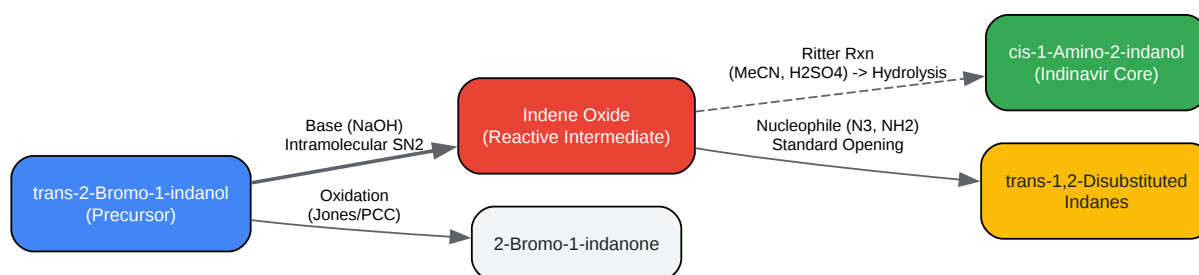 trans-2-Bromo-1-indanol
(Precursor)
Base (NaOH)
Intramolecular SN2
Oxidation
(Jones/PCC)
Indene Oxide
(Reactive Intermediate)
2-Bromo-1-indanone
Ritter Rxn
(MeCN, H2SO4) -> Hydrolysis
Nucleophile (N3, NH2)
Standard Opening
cis-1-Amino-2-indanol
(Indinavir Core)
trans-1,2-Disubstituted
Indanes